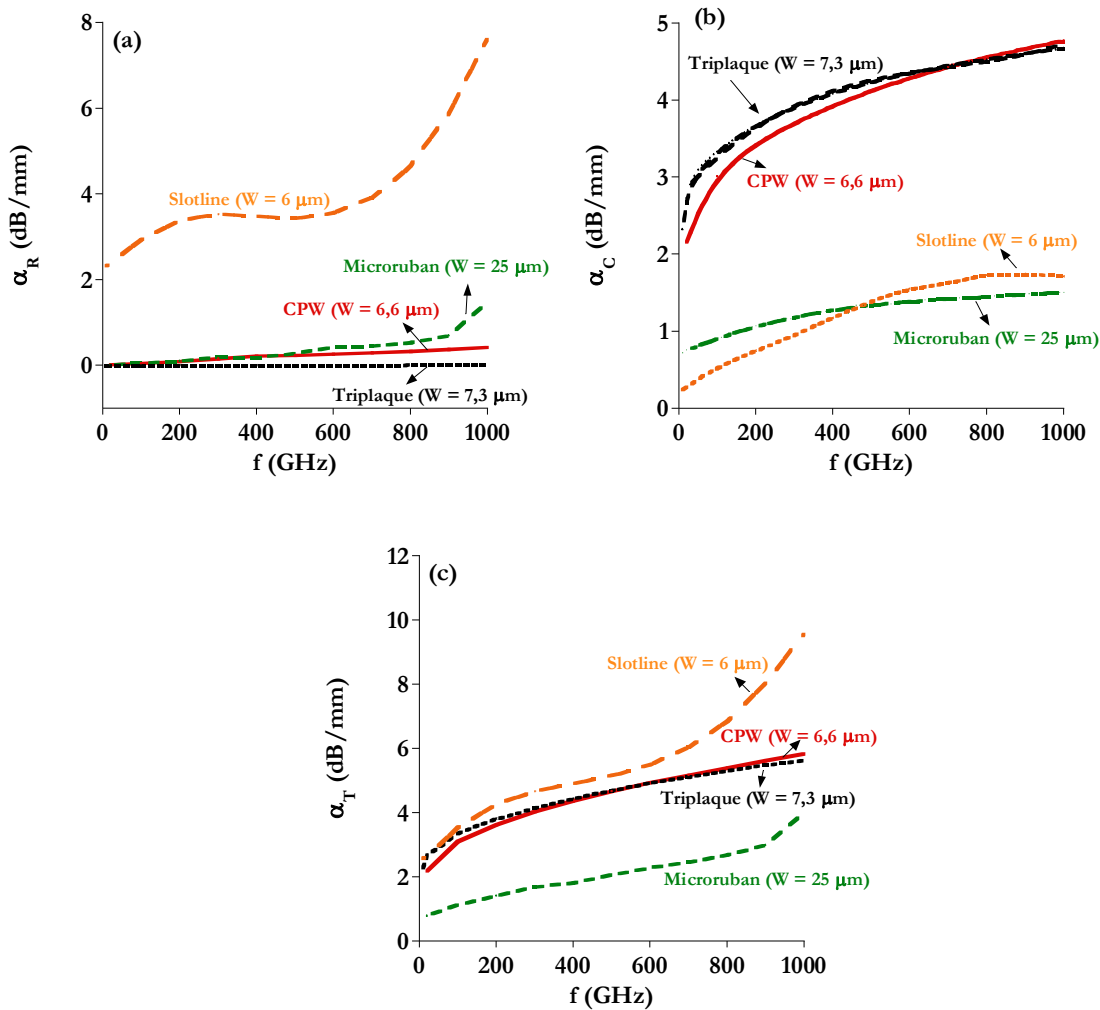 (a)
8
6
4
2
0
α_R (dB/mm)
Slotline (W = 6 μm)
Microruban (W = 25 μm)
CPW (W = 6,6 μm)
Triplaque (W = 7,3 μm)
0 200 400 600 800 1000
f (GHz)
(b)
5
4
3
2
1
0
α_C (dB/mm)
Triplaque (W = 7,3 μm)
CPW (W = 6,6 μm)
Slotline (W = 6 μm)
Microruban (W = 25 μm)
0 200 400 600 800 1000
f (GHz)
(c)
12
10
8
6
4
2
0
α_T (dB/mm)
Slotline (W = 6 μm)
CPW (W = 6,6 μm)
Triplaque (W = 7,3 μm)
Microruban (W = 25 μm)
0 200 400 600 800 1000
f (GHz)